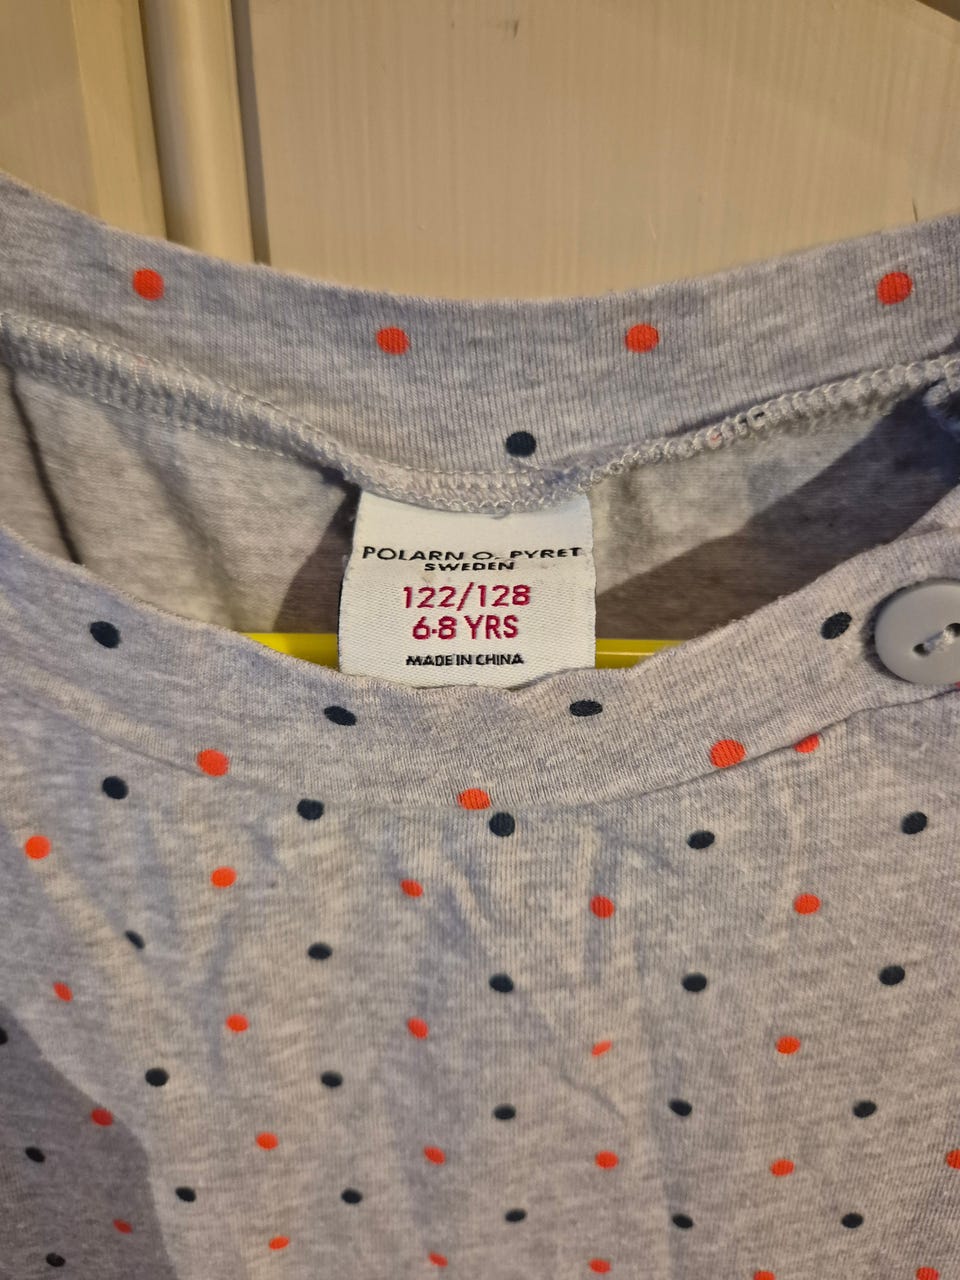 POLARN O. PYRET
SWEDEN
122/128
6-8 YRS
MADE IN CHINA